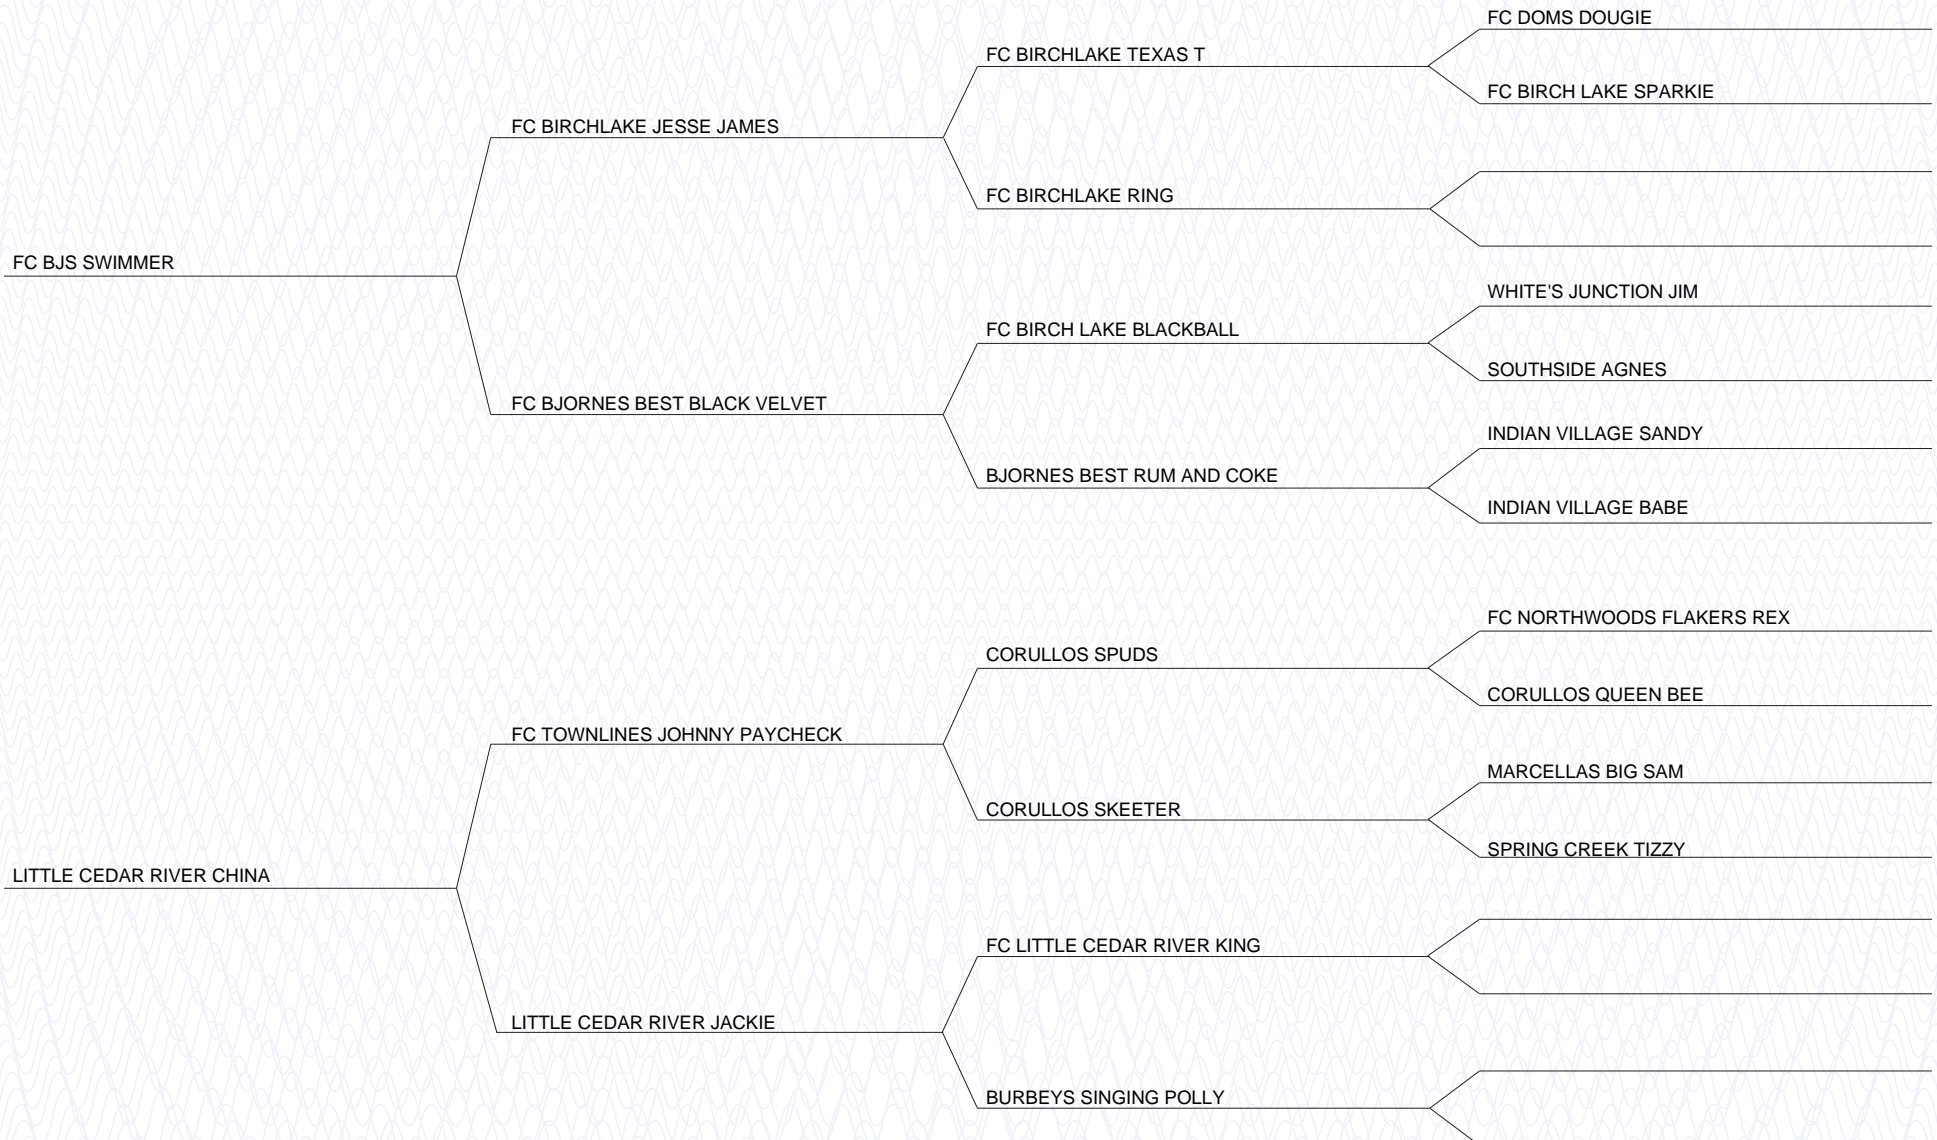 FC DOMS DOUGIE
FC BIRCHLAKE TEXAS T
FC BIRCH LAKE SPARKIE
FC BIRCHLAKE JESSE JAMES
FC BIRCHLAKE RING
FC BJS SWIMMER
WHITE'S JUNCTION JIM
FC BIRCH LAKE BLACKBALL
SOUTHSIDE AGNES
FC BJORNES BEST BLACK VELVET
INDIAN VILLAGE SANDY
BJORNES BEST RUM AND COKE
INDIAN VILLAGE BABE
FC NORTHWOODS FLAKERS REX
CORULLOS SPUDS
CORULLOS QUEEN BEE
FC TOWNLINES JOHNNY PAYCHECK
MARCELLAS BIG SAM
CORULLOS SKEETER
SPRING CREEK TIZZY
LITTLE CEDAR RIVER CHINA
FC LITTLE CEDAR RIVER KING
LITTLE CEDAR RIVER JACKIE
BURBEYS SINGING POLLY